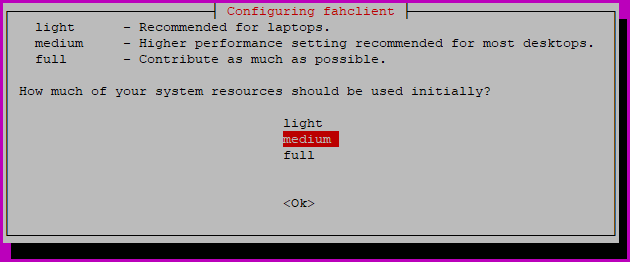 Configuring fahclient
light - Recommended for laptops.
medium - Higher performance setting recommended for most desktops.
full - Contribute as much as possible.
How much of your system resources should be used initially?
light
medium
full
<Ok>